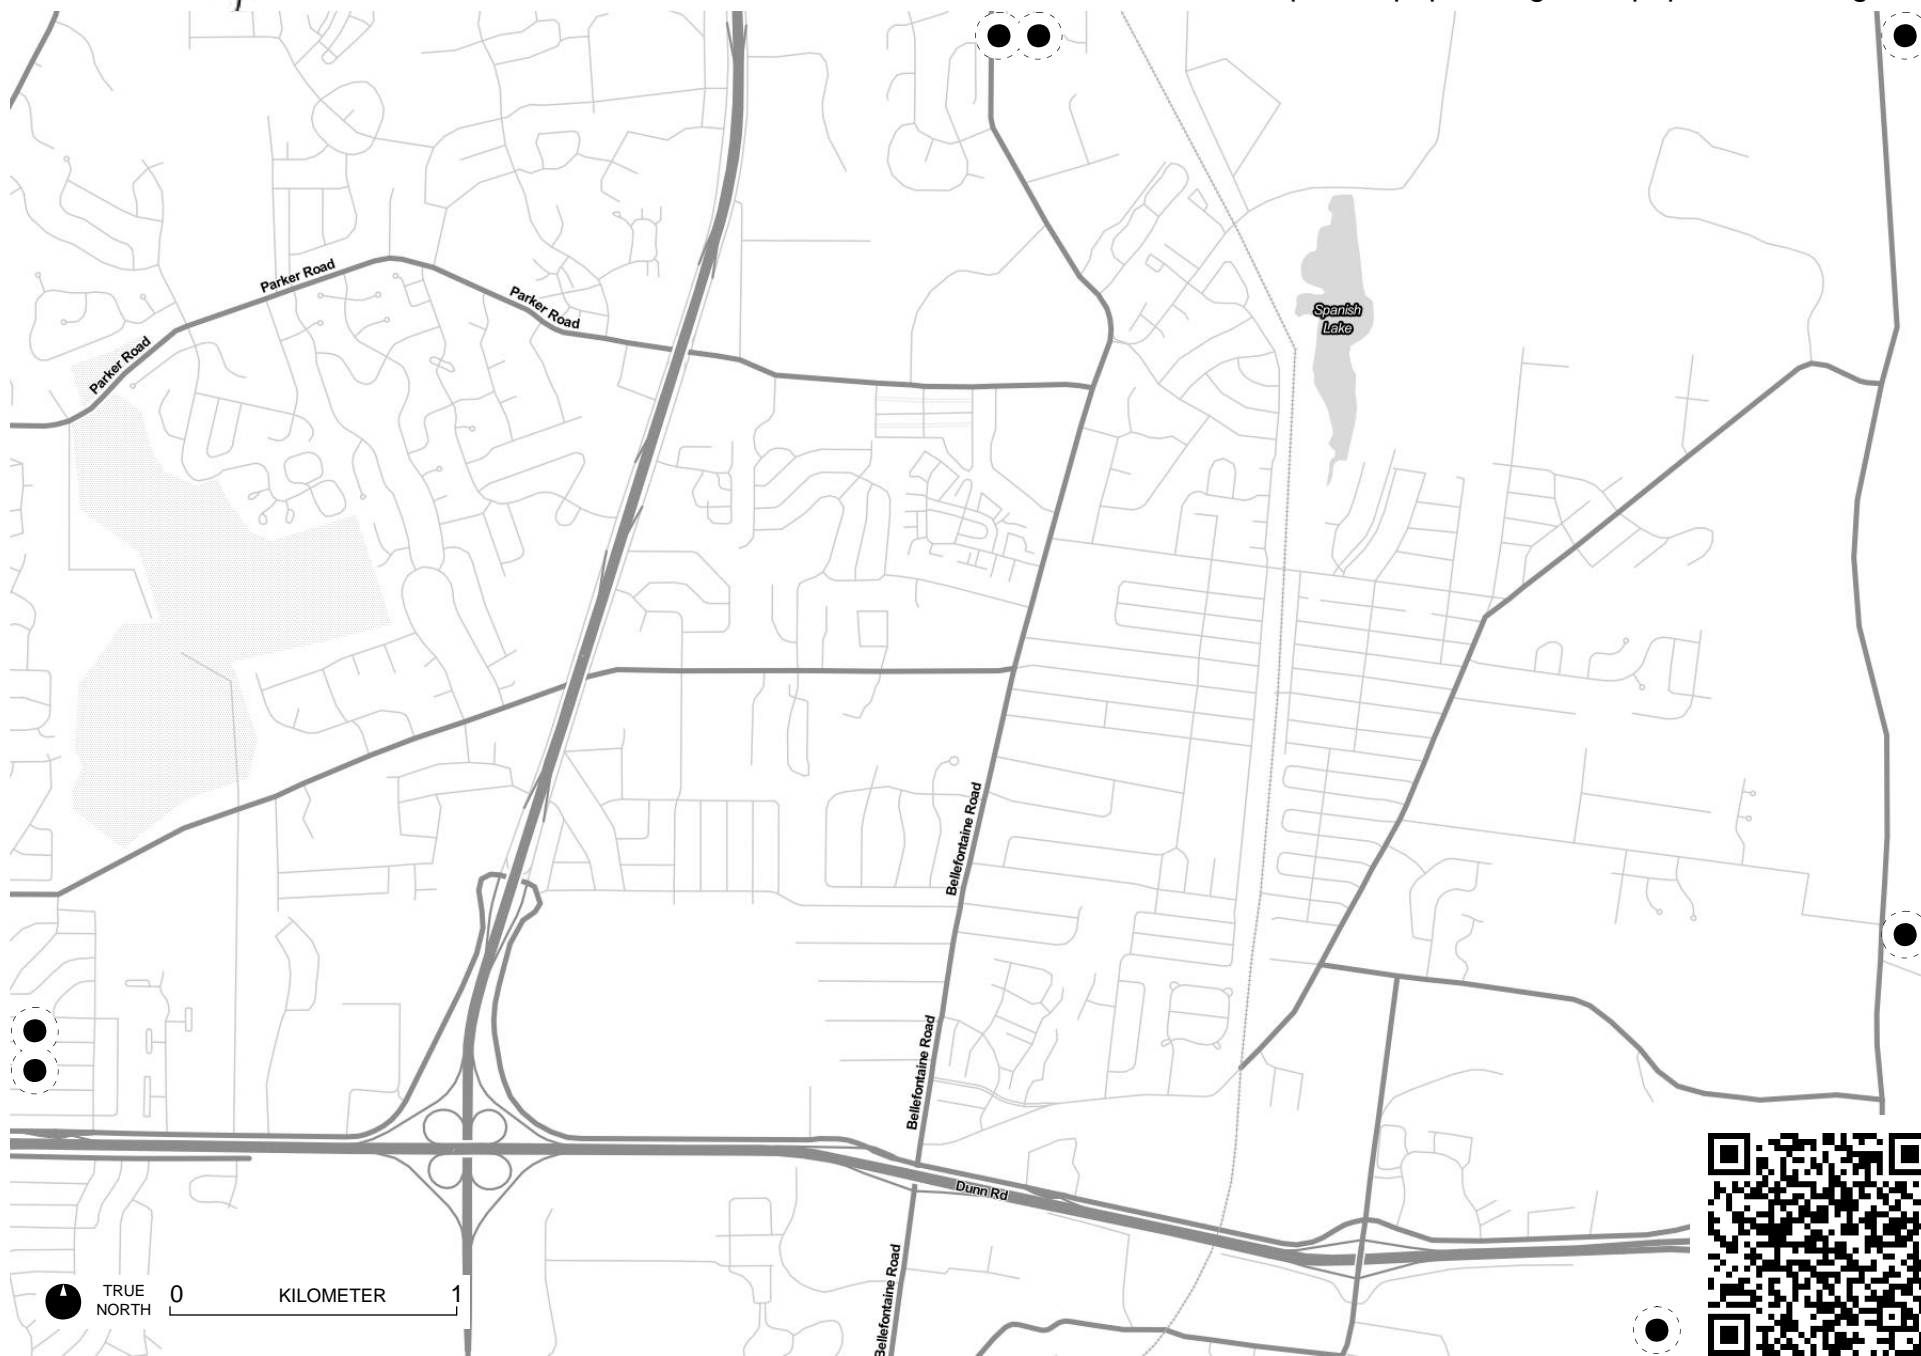 Parker Road
Parker Road
Parker Road
Spanish
Lake
Bellefontaine Road
Bellefontaine Road
Dunn Rd
Bellefontaine Road
TRUE
NORTH
0 KILOMETER 1